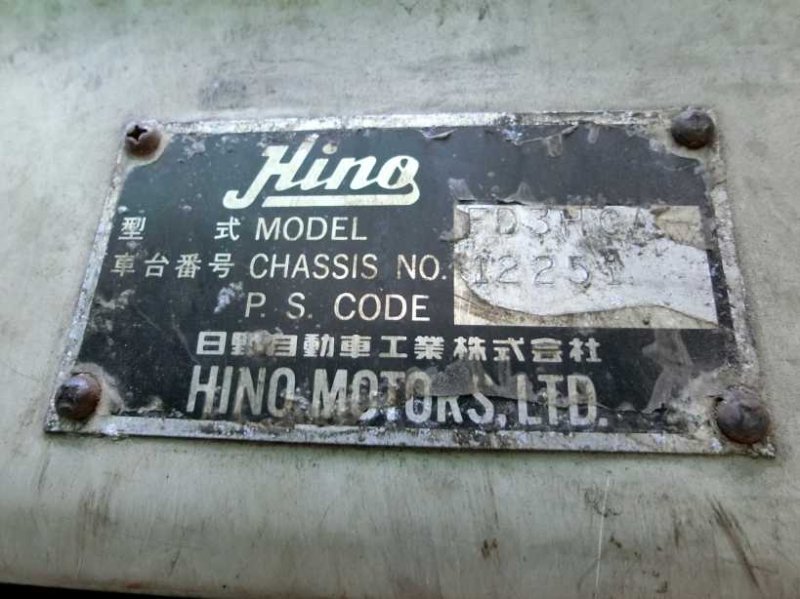 Hino
型 式 MODEL FD3HCA
車台番号 CHASSIS NO. 12251
P. S. CODE
日野自動車工業株式会社
HINO MOTORS, LTD.